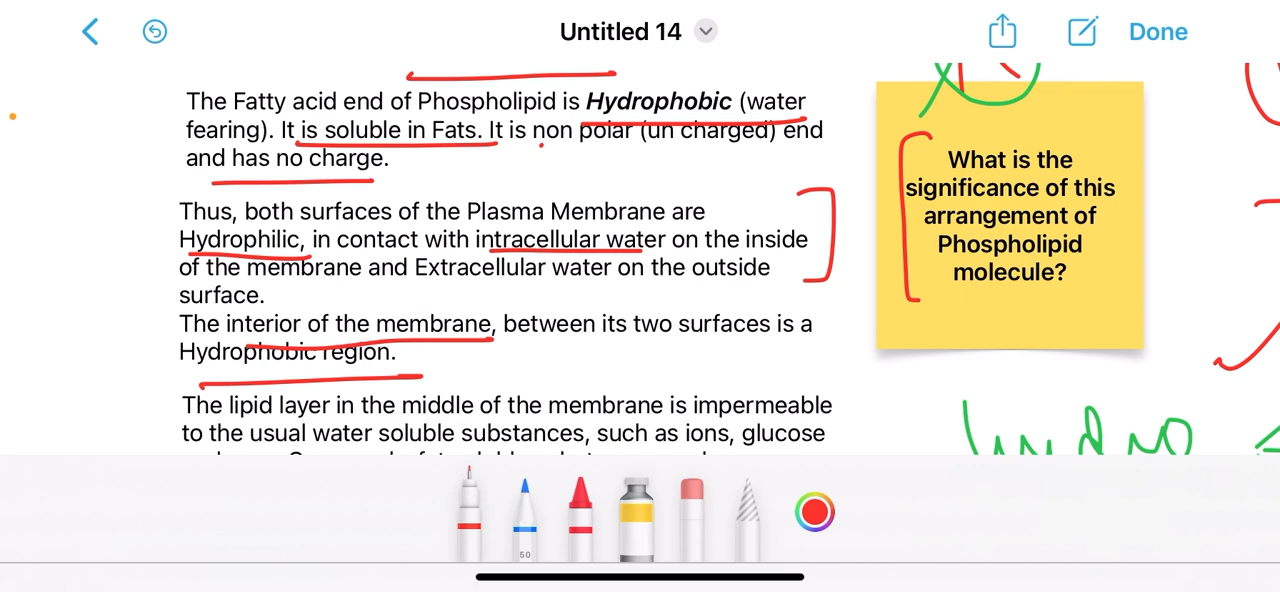 Untitled 14
Done
The Fatty acid end of Phospholipid is Hydrophobic (water
fearing). It is soluble in Fats. It is non polar (un charged) end
and has no charge.
Thus, both surfaces of the Plasma Membrane are
Hydrophilic, in contact with intracellular water on the inside
of the membrane and Extracellular water on the outside
surface.
The interior of the membrane, between its two surfaces is a
Hydrophobic region.
The lipid layer in the middle of the membrane is impermeable
to the usual water soluble substances, such as ions, glucose
What is the
significance of this
arrangement of
Phospholipid
molecule?
hydro
50